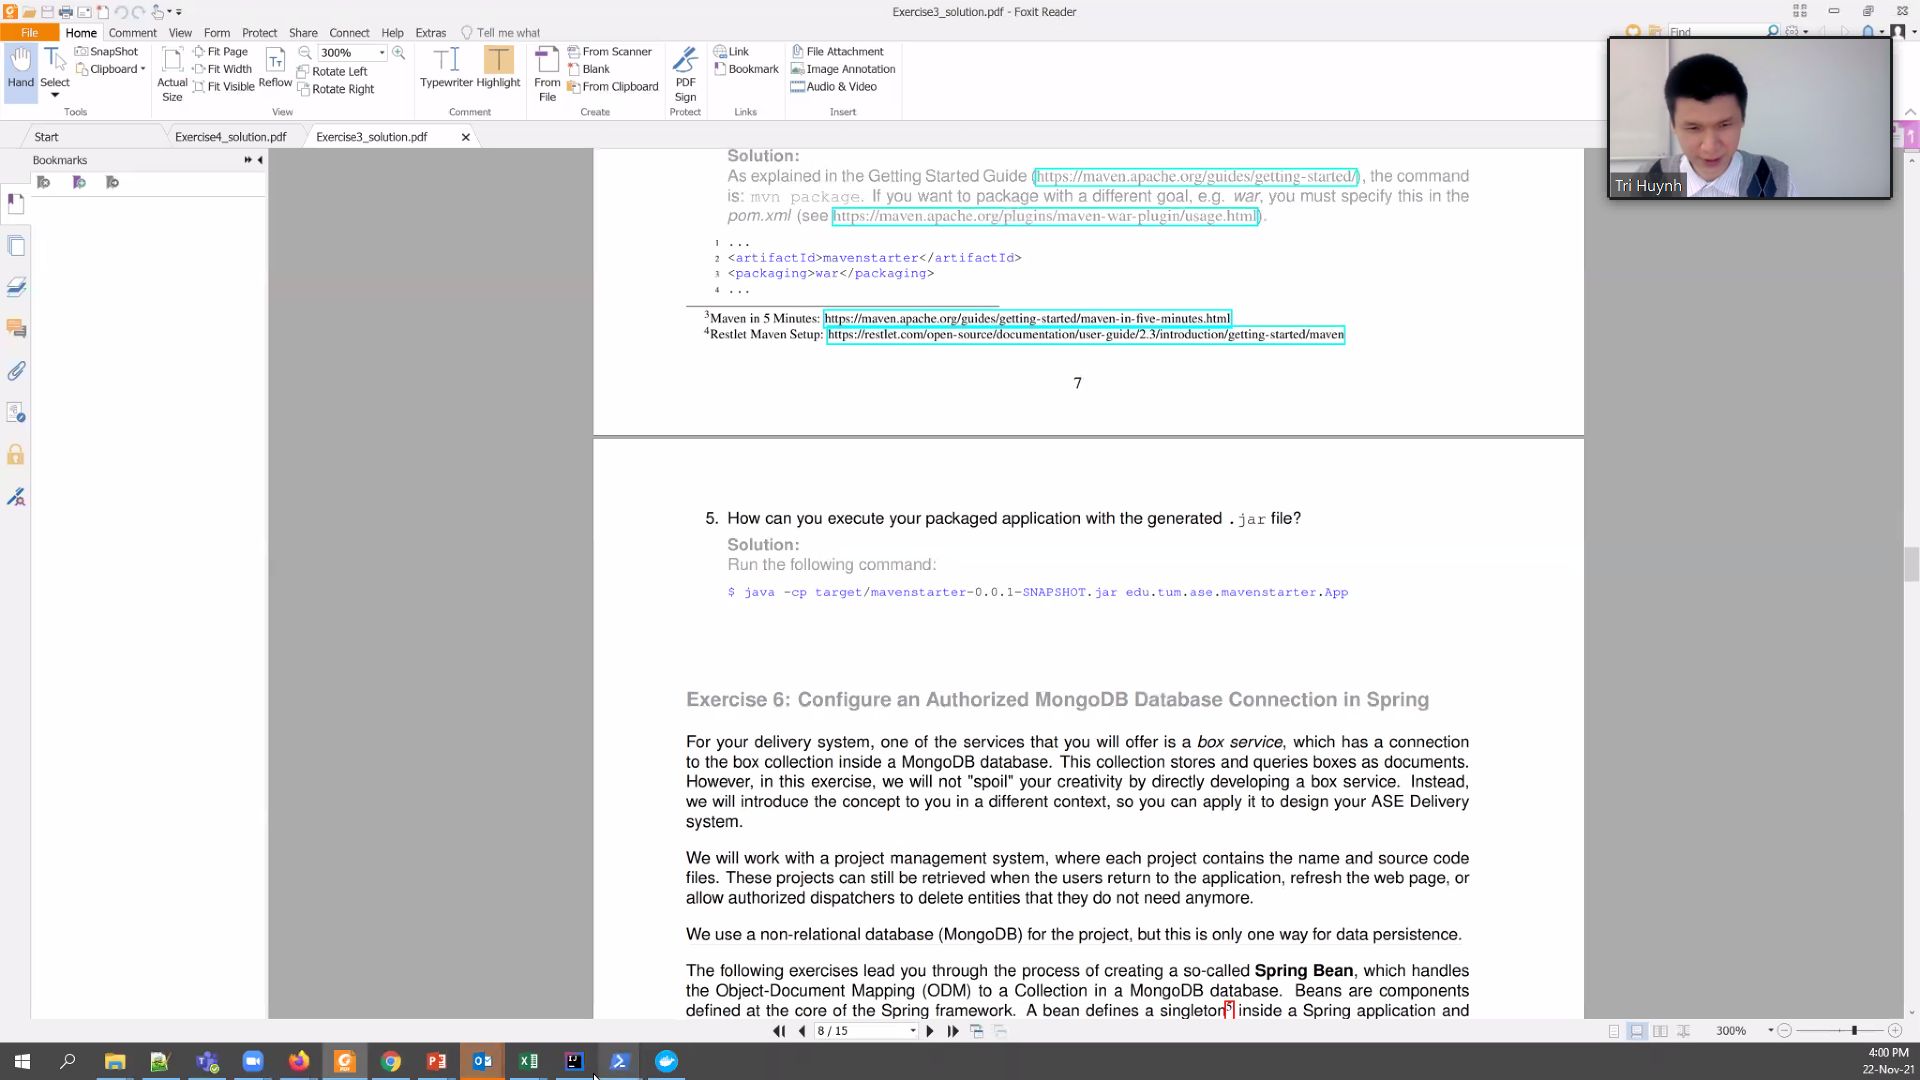 Exercise3_solution.pdf - Foxit Reader
File Home Comment View Form Protect Share Connect Help Extras Tell me what Find
SnapShot Fit Page 300% From Scanner Link File Attachment
Clipboard Fit Width Rotate Left Blank Bookmark Image Annotation
Fit Visible Rotate Right From Clipboard Audio & Video
Hand Select Actual Size Reflow Typewriter Highlight From File PDF Sign
Tools View Comment Create Protect Links Insert
Start Exercise4_solution.pdf Exercise3_solution.pdf
Bookmarks
Tri Huynh
Solution:
As explained in the Getting Started Guide (https://maven.apache.org/guides/getting-started/), the command
is: mvn package. If you want to package with a different goal, e.g. war, you must specify this in the
pom.xml (see https://maven.apache.org/plugins/maven-war-plugin/usage.html).
1 ...
2 <artifactId>mavenstarter</artifactId>
3 <packaging>war</packaging>
4 ...
3Maven in 5 Minutes: https://maven.apache.org/guides/getting-started/maven-in-five-minutes.html
4Restlet Maven Setup: https://restlet.com/open-source/documentation/user-guide/2.3/introduction/getting-started/maven
7
5. How can you execute your packaged application with the generated .jar file?
Solution:
Run the following command:
$ java -cp target/mavenstarter-0.0.1-SNAPSHOT.jar edu.tum.ase.mavenstarter.App
Exercise 6: Configure an Authorized MongoDB Database Connection in Spring
For your delivery system, one of the services that you will offer is a box service, which has a connection
to the box collection inside a MongoDB database. This collection stores and queries boxes as documents.
However, in this exercise, we will not "spoil" your creativity by directly developing a box service. Instead,
we will introduce the concept to you in a different context, so you can apply it to design your ASE Delivery
system.
We will work with a project management system, where each project contains the name and source code
files. These projects can still be retrieved when the users return to the application, refresh the web page, or
allow authorized dispatchers to delete entities that they do not need anymore.
We use a non-relational database (MongoDB) for the project, but this is only one way for data persistence.
The following exercises lead you through the process of creating a so-called Spring Bean, which handles
the Object-Document Mapping (ODM) to a Collection in a MongoDB database. Beans are components
defined at the core of the Spring framework. A bean defines a singleton5 inside a Spring application and
8 / 15
300%
4:00 PM
22-Nov-21